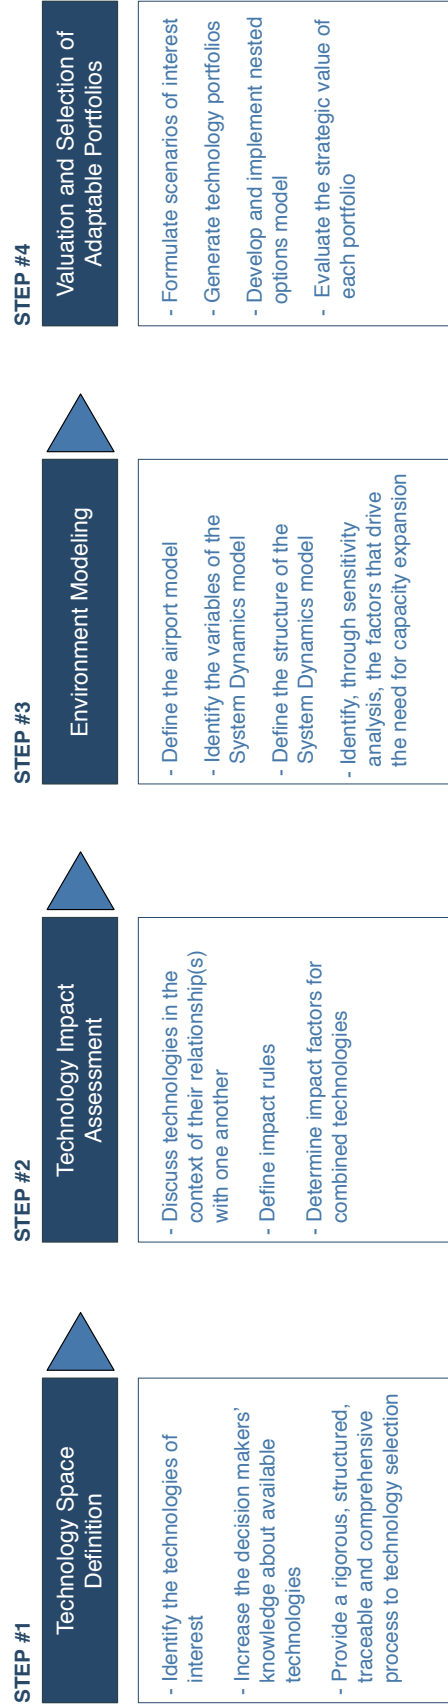 STEP #1
Technology Space
Definition
- Identify the technologies of
interest
- Increase the decision makers’
knowledge about available
technologies
- Provide a rigorous, structured,
traceable and comprehensive
process to technology selection
STEP #2
Technology Impact
Assessment
- Discuss technologies in the
context of their relationship(s)
with one another
- Define impact rules
- Determine impact factors for
combined technologies
STEP #3
Environment Modeling
- Define the airport model
- Identify the variables of the
System Dynamics model
- Define the structure of the
System Dynamics model
- Identify, through sensitivity
analysis, the factors that drive
the need for capacity expansion
STEP #4
Valuation and Selection of
Adaptable Portfolios
- Formulate scenarios of interest
- Generate technology portfolios
- Develop and implement nested
options model
- Evaluate the strategic value of
each portfolio